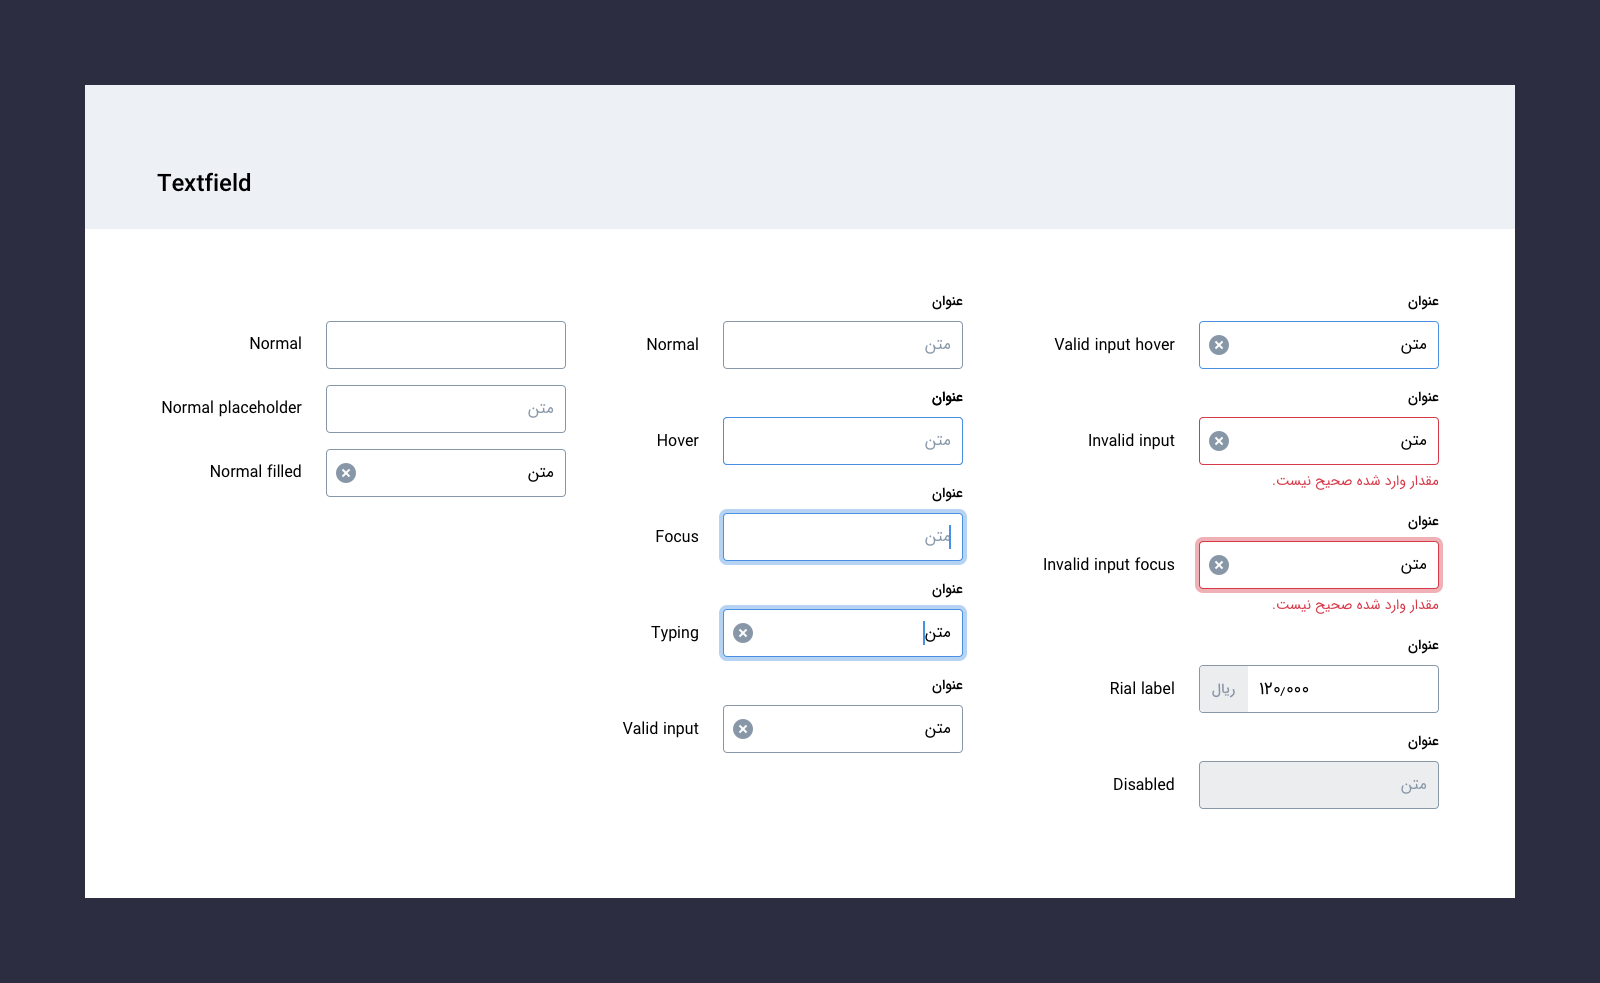 Textfield
Normal
Normal placeholder
متن
Normal filled
متن
عنوان
Normal
متن
عنوان
Hover
متن
عنوان
Focus
متن
عنوان
Typing
متن
عنوان
Valid input
متن
عنوان
Valid input hover
متن
عنوان
Invalid input
متن
مقدار وارد شده صحیح نیست.
عنوان
Invalid input focus
متن
مقدار وارد شده صحیح نیست.
عنوان
Rial label
ریال
۱۲۰٫۰۰۰
عنوان
Disabled
متن